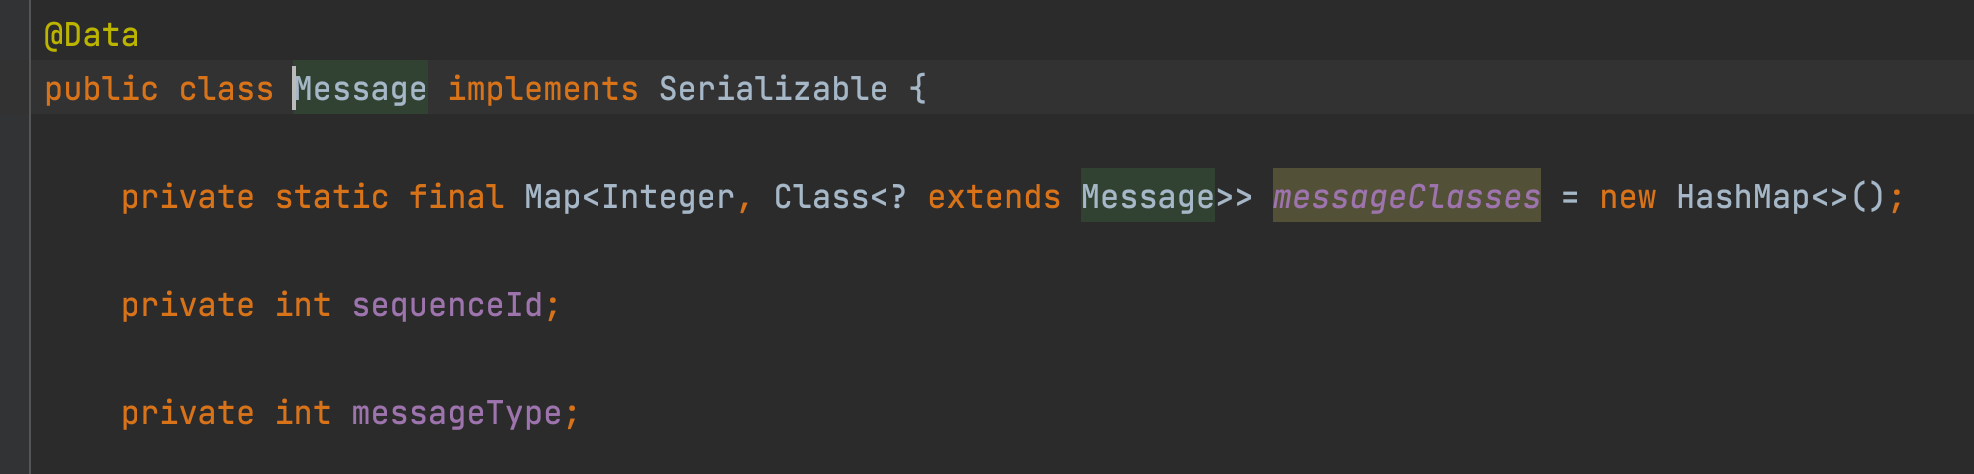 @Data
public class Message implements Serializable {
private static final Map<Integer, Class<? extends Message>> messageClasses = new HashMap<>();
private int sequenceId;
private int messageType;